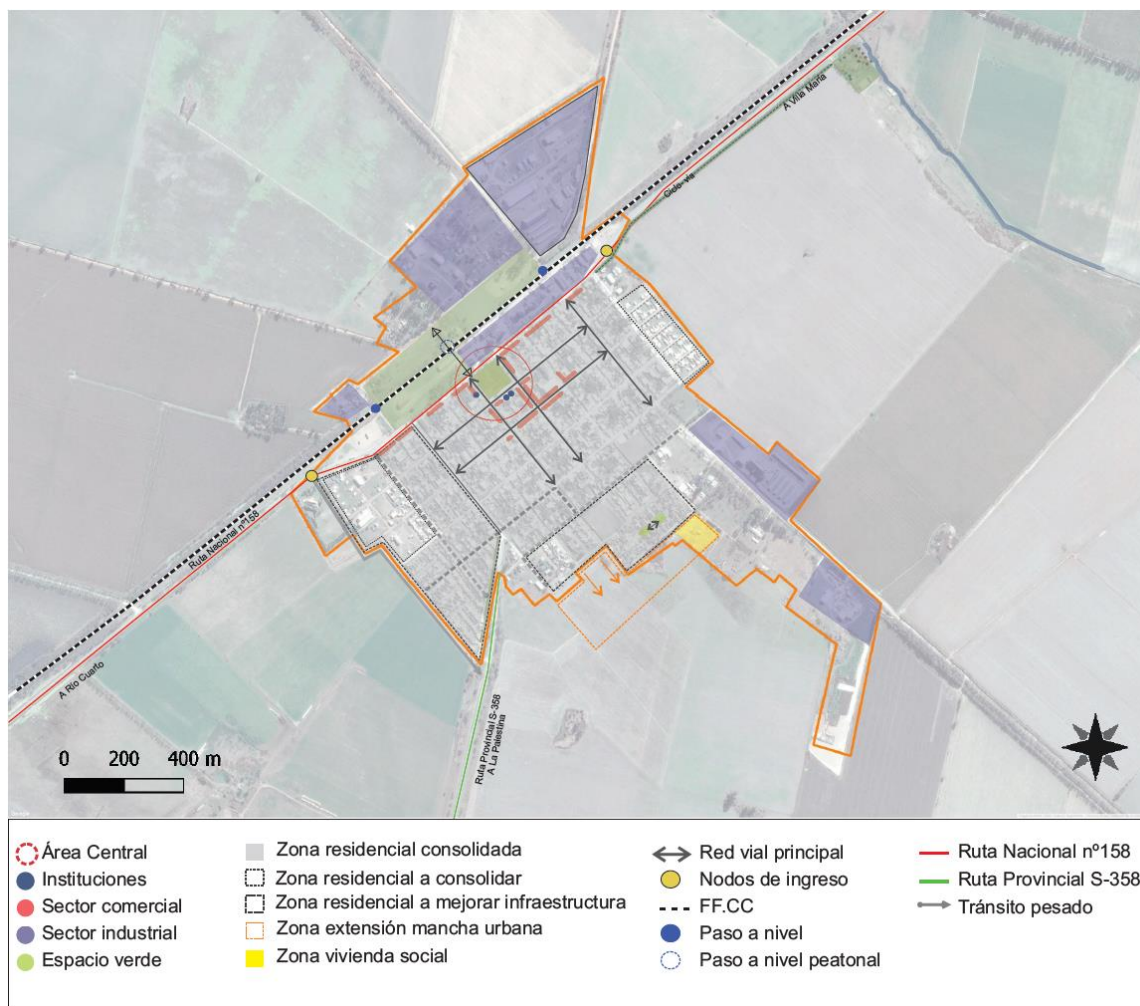 A Villa María
Ciclo-vía
Ruta Nacional nº158
A Río Cuarto
Ruta Provincial S-358
A La Palestina
0 200 400 m
Área Central
Instituciones
Sector comercial
Sector industrial
Espacio verde
Zona residencial consolidada
Zona residencial a consolidar
Zona residencial a mejorar infraestructura
Zona extensión mancha urbana
Zona vivienda social
Red vial principal
Nodos de ingreso
FF.CC
Paso a nivel
Paso a nivel peatonal
Ruta Nacional nº158
Ruta Provincial S-358
Tránsito pesado